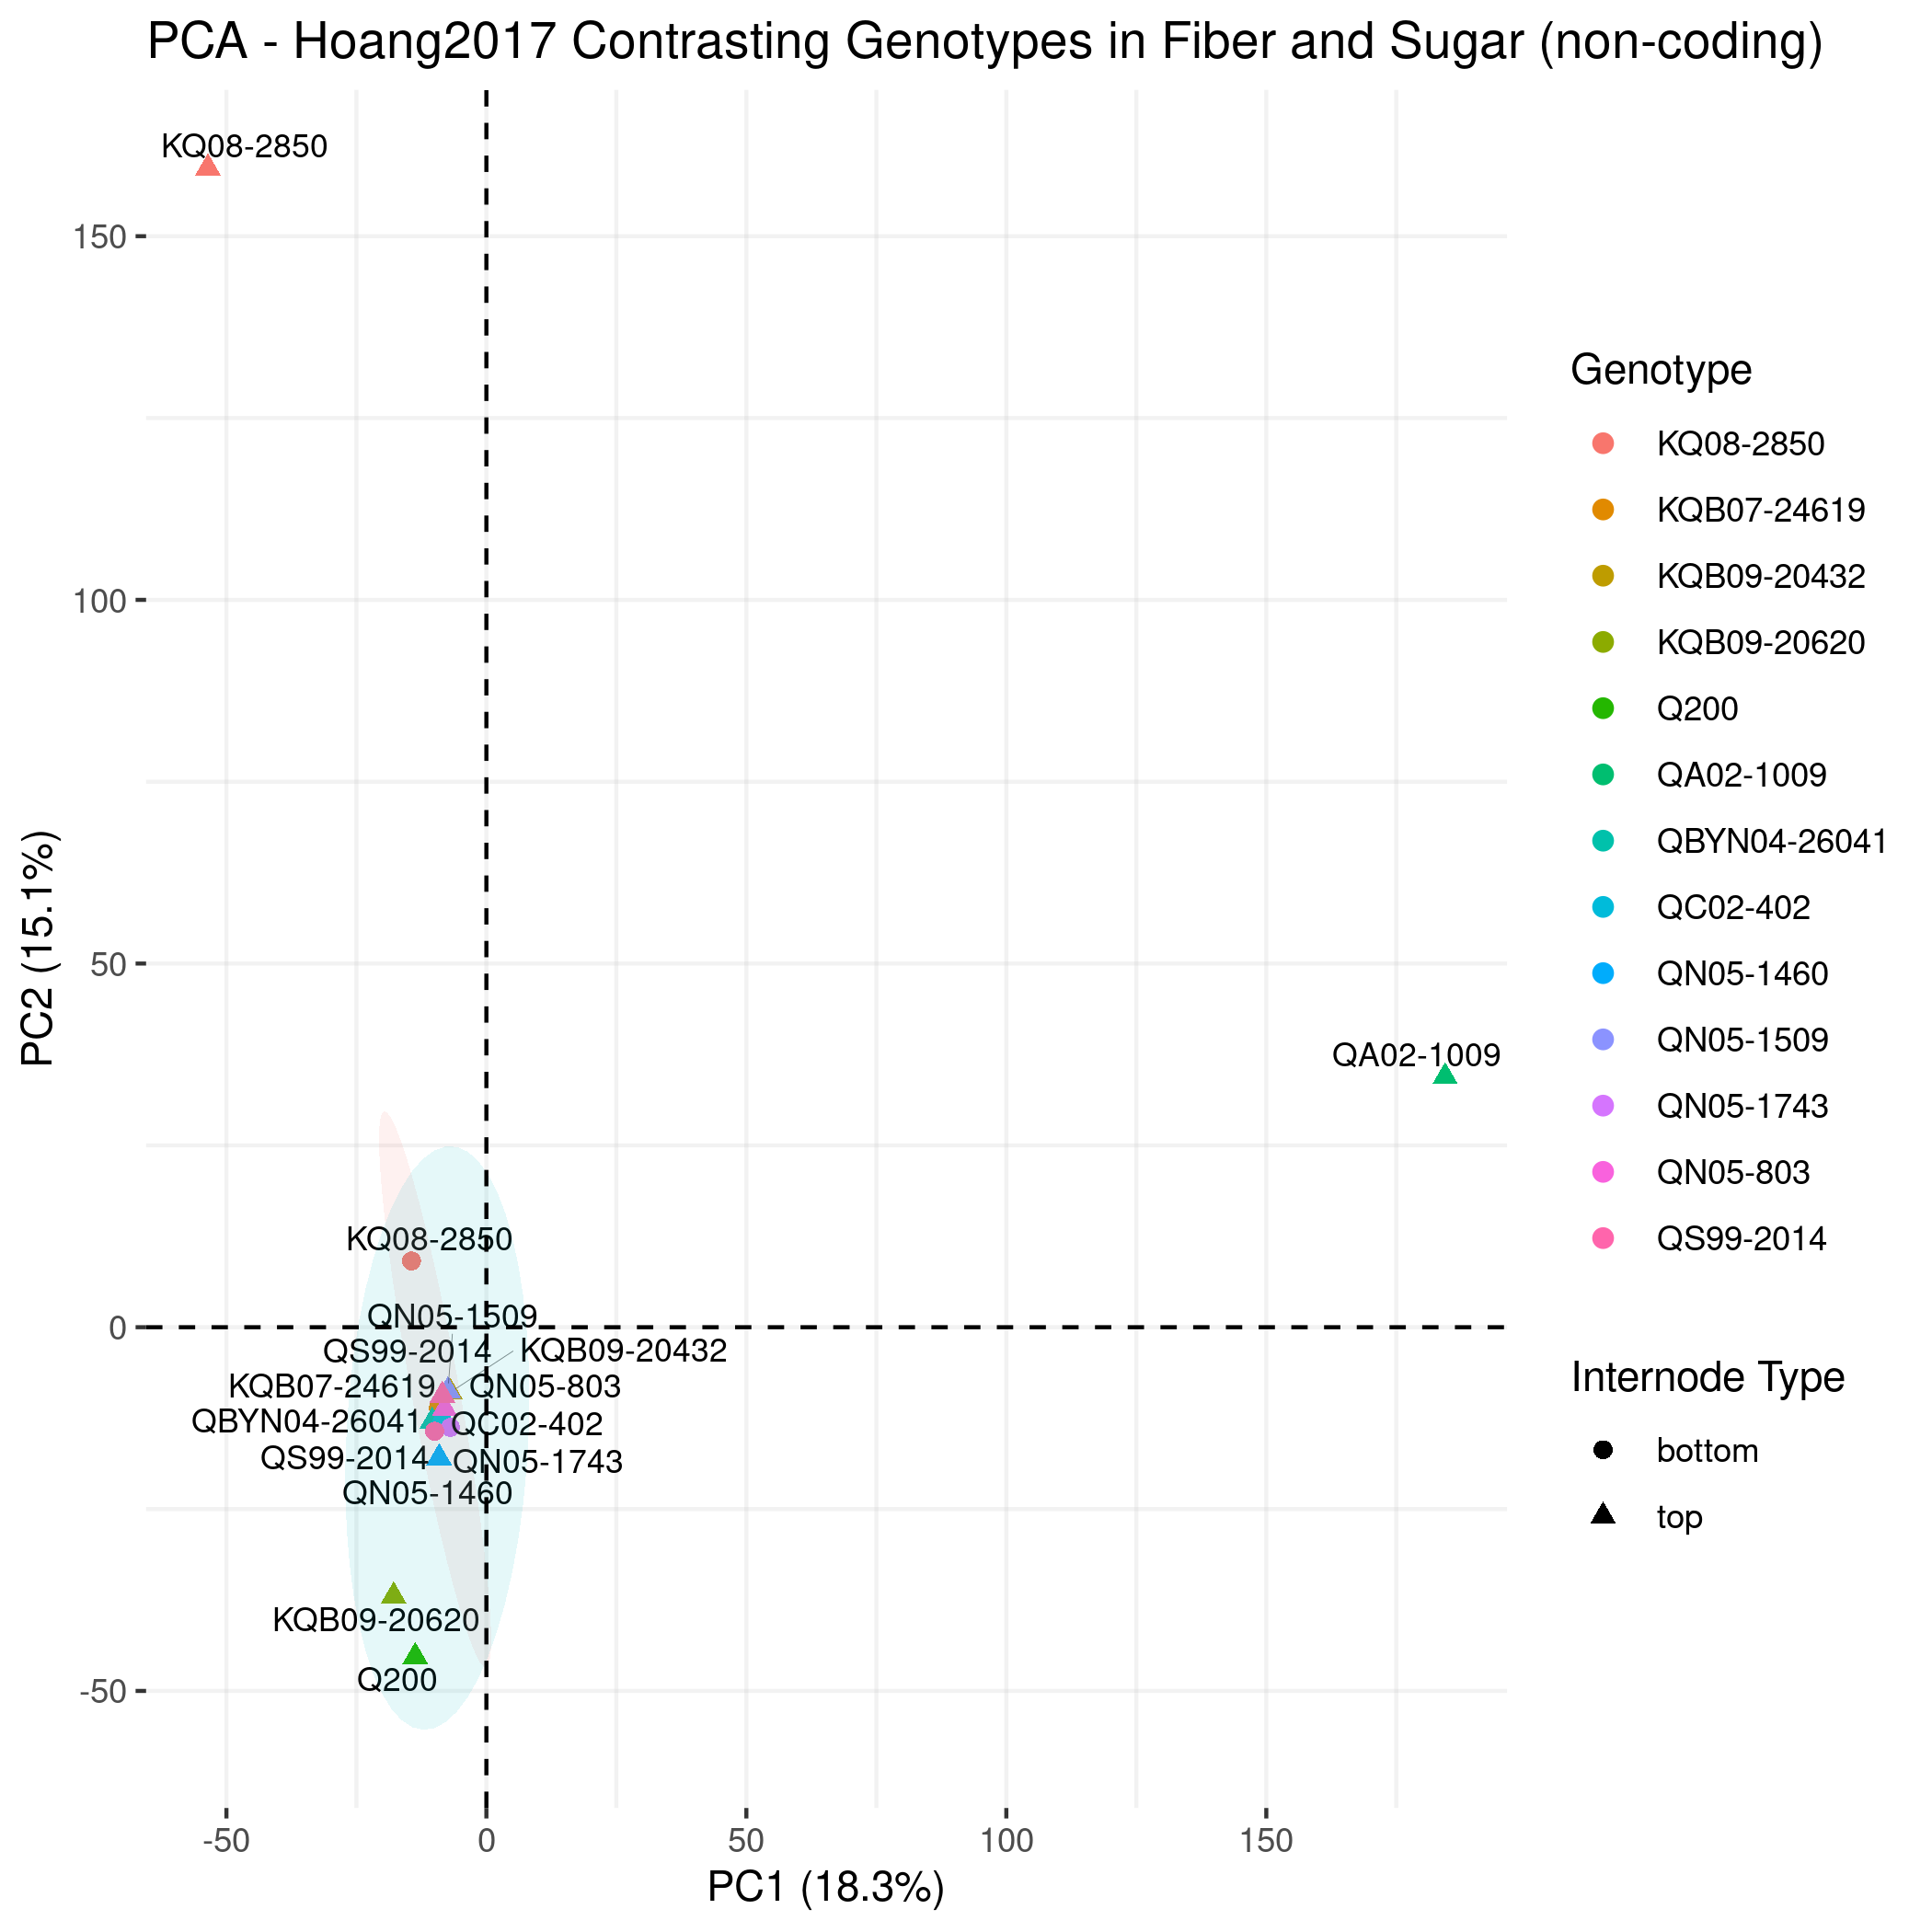 PCA - Hoang2017 Contrasting Genotypes in Fiber and Sugar (non-coding)
KQ08-2850
150
100
50
0
-50
PC2 (15.1%)
QA02-1009
KQ08-2850
QN05-1509
QS99-2014
KQB09-20432
KQB07-24619
QN05-803
QBYN04-26041
QC02-402
QS99-2014
QN05-1743
QN05-1460
KQB09-20620
Q200
-50
0
50
100
150
PC1 (18.3%)
Genotype
KQ08-2850
KQB07-24619
KQB09-20432
KQB09-20620
Q200
QA02-1009
QBYN04-26041
QC02-402
QN05-1460
QN05-1509
QN05-1743
QN05-803
QS99-2014
Internode Type
bottom
top